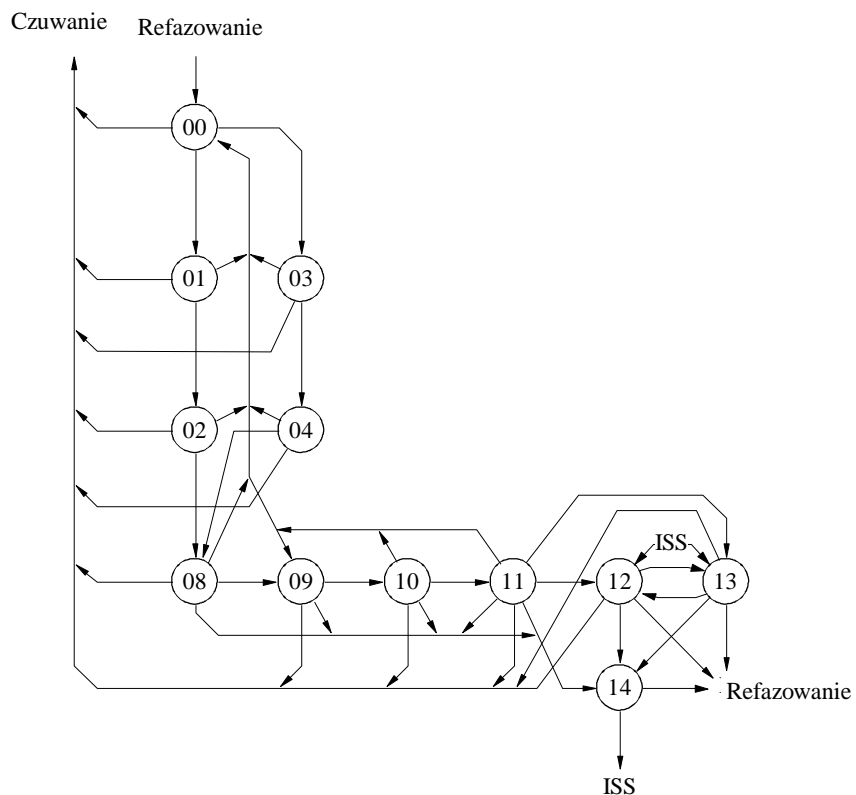 Czuwanie Refazowanie
00
01 03
02 04
ISS
08 09 10 11 12 13
14 Refazowanie
ISS